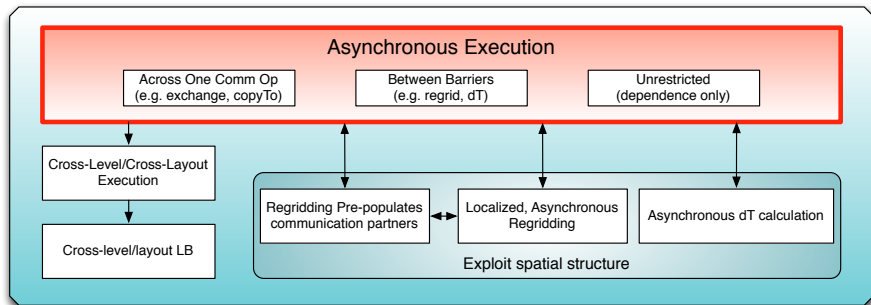 Asynchronous Execution
Across One Comm Op
(e.g. exchange, copyTo)
Between Barriers
(e.g. regrid, dT)
Unrestricted
(dependence only)
Cross-Level/Cross-Layout
Execution
Cross-level/layout LB
Regridding Pre-populates
communication partners
Localized, Asynchronous
Regridding
Asynchronous dT calculation
Exploit spatial structure